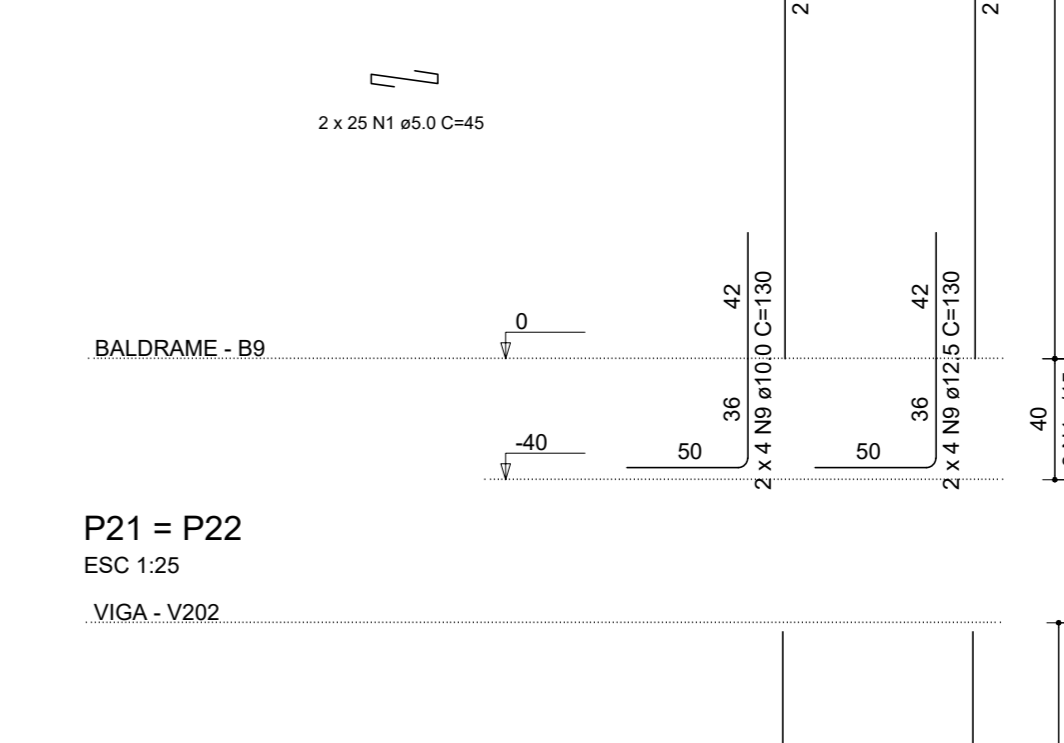 2
2
2 x 25 N1 ø5.0 C=45
42
36
50
2 x 4 N9 ø10.0 C=130
42
36
50
2 x 4 N9 ø12.5 C=130
0
BALDRAME - B9
-40
40
P21 = P22
ESC 1:25
VIGA - V202